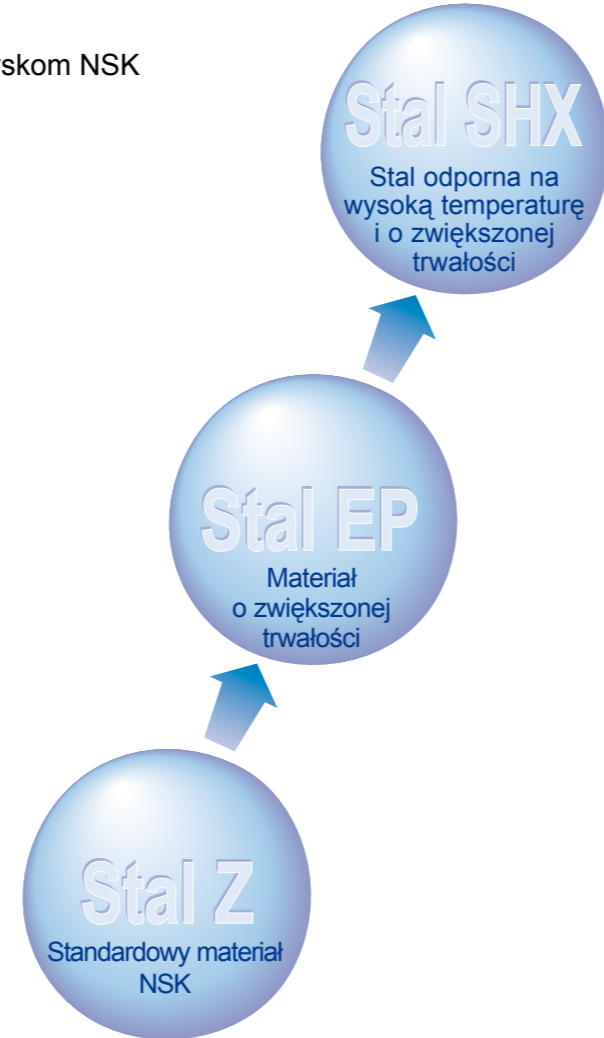 NSK
Stal SHX
Stal odporna na
wysoką temperaturę
i o zwiększonej
trwałości
Stal EP
Materiał
o zwiększonej
trwałości
Stal Z
Standardowy materiał
NSK